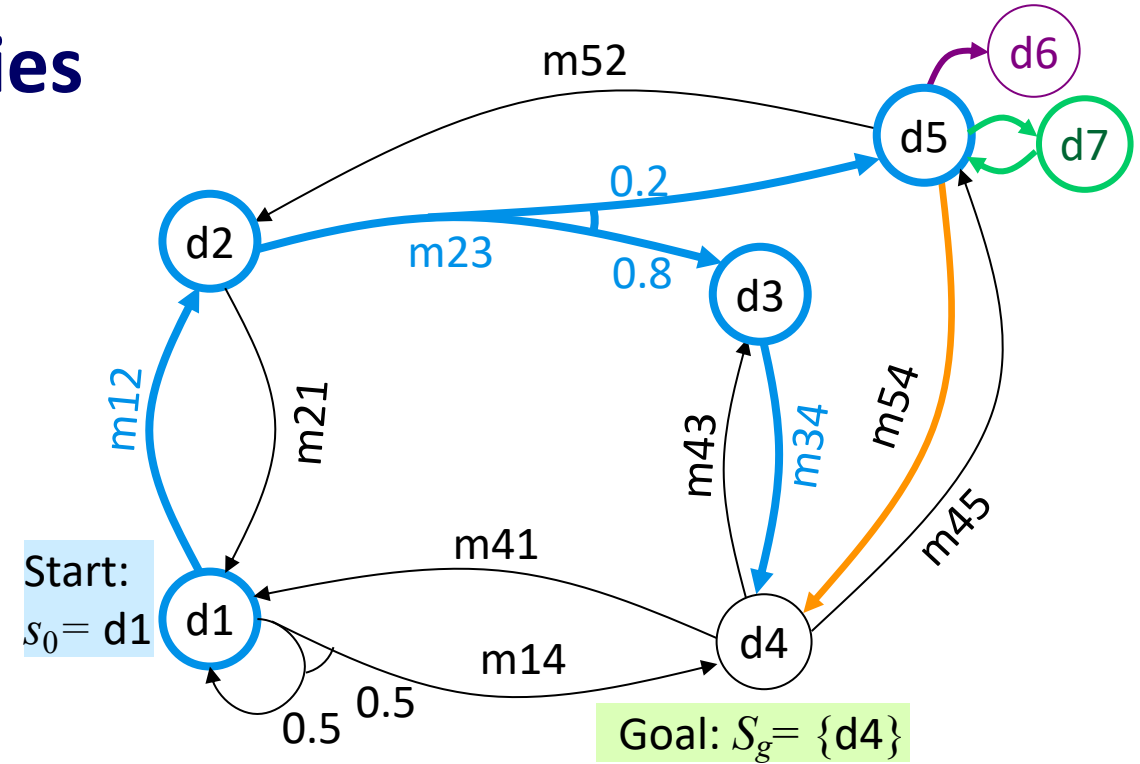 ies
m52
d6
d5
d7
0.2
d2
m23
0.8
d3
m12
m21
m54
m43
m34
m45
m41
Start:
s₀ = d1
d1
d4
m14
0.5
0.5
Goal: S_g = {d4}